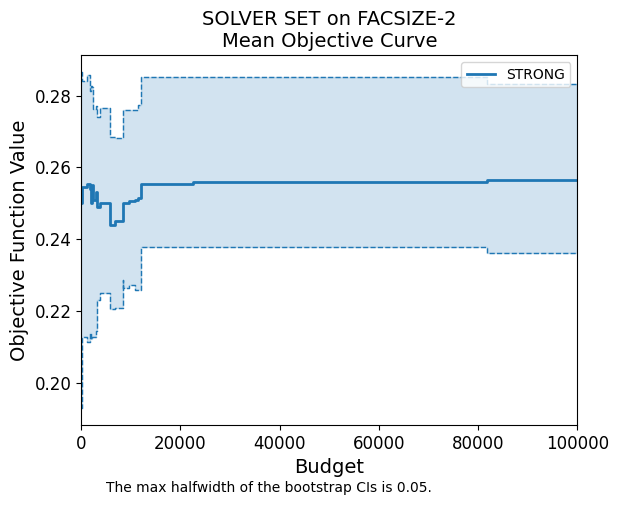 SOLVER SET on FACSIZE-2
Mean Objective Curve
STRONG
Objective Function Value
0.28
0.26
0.24
0.22
0.20
0
20000
40000
60000
80000
100000
Budget
The max halfwidth of the bootstrap CIs is 0.05.